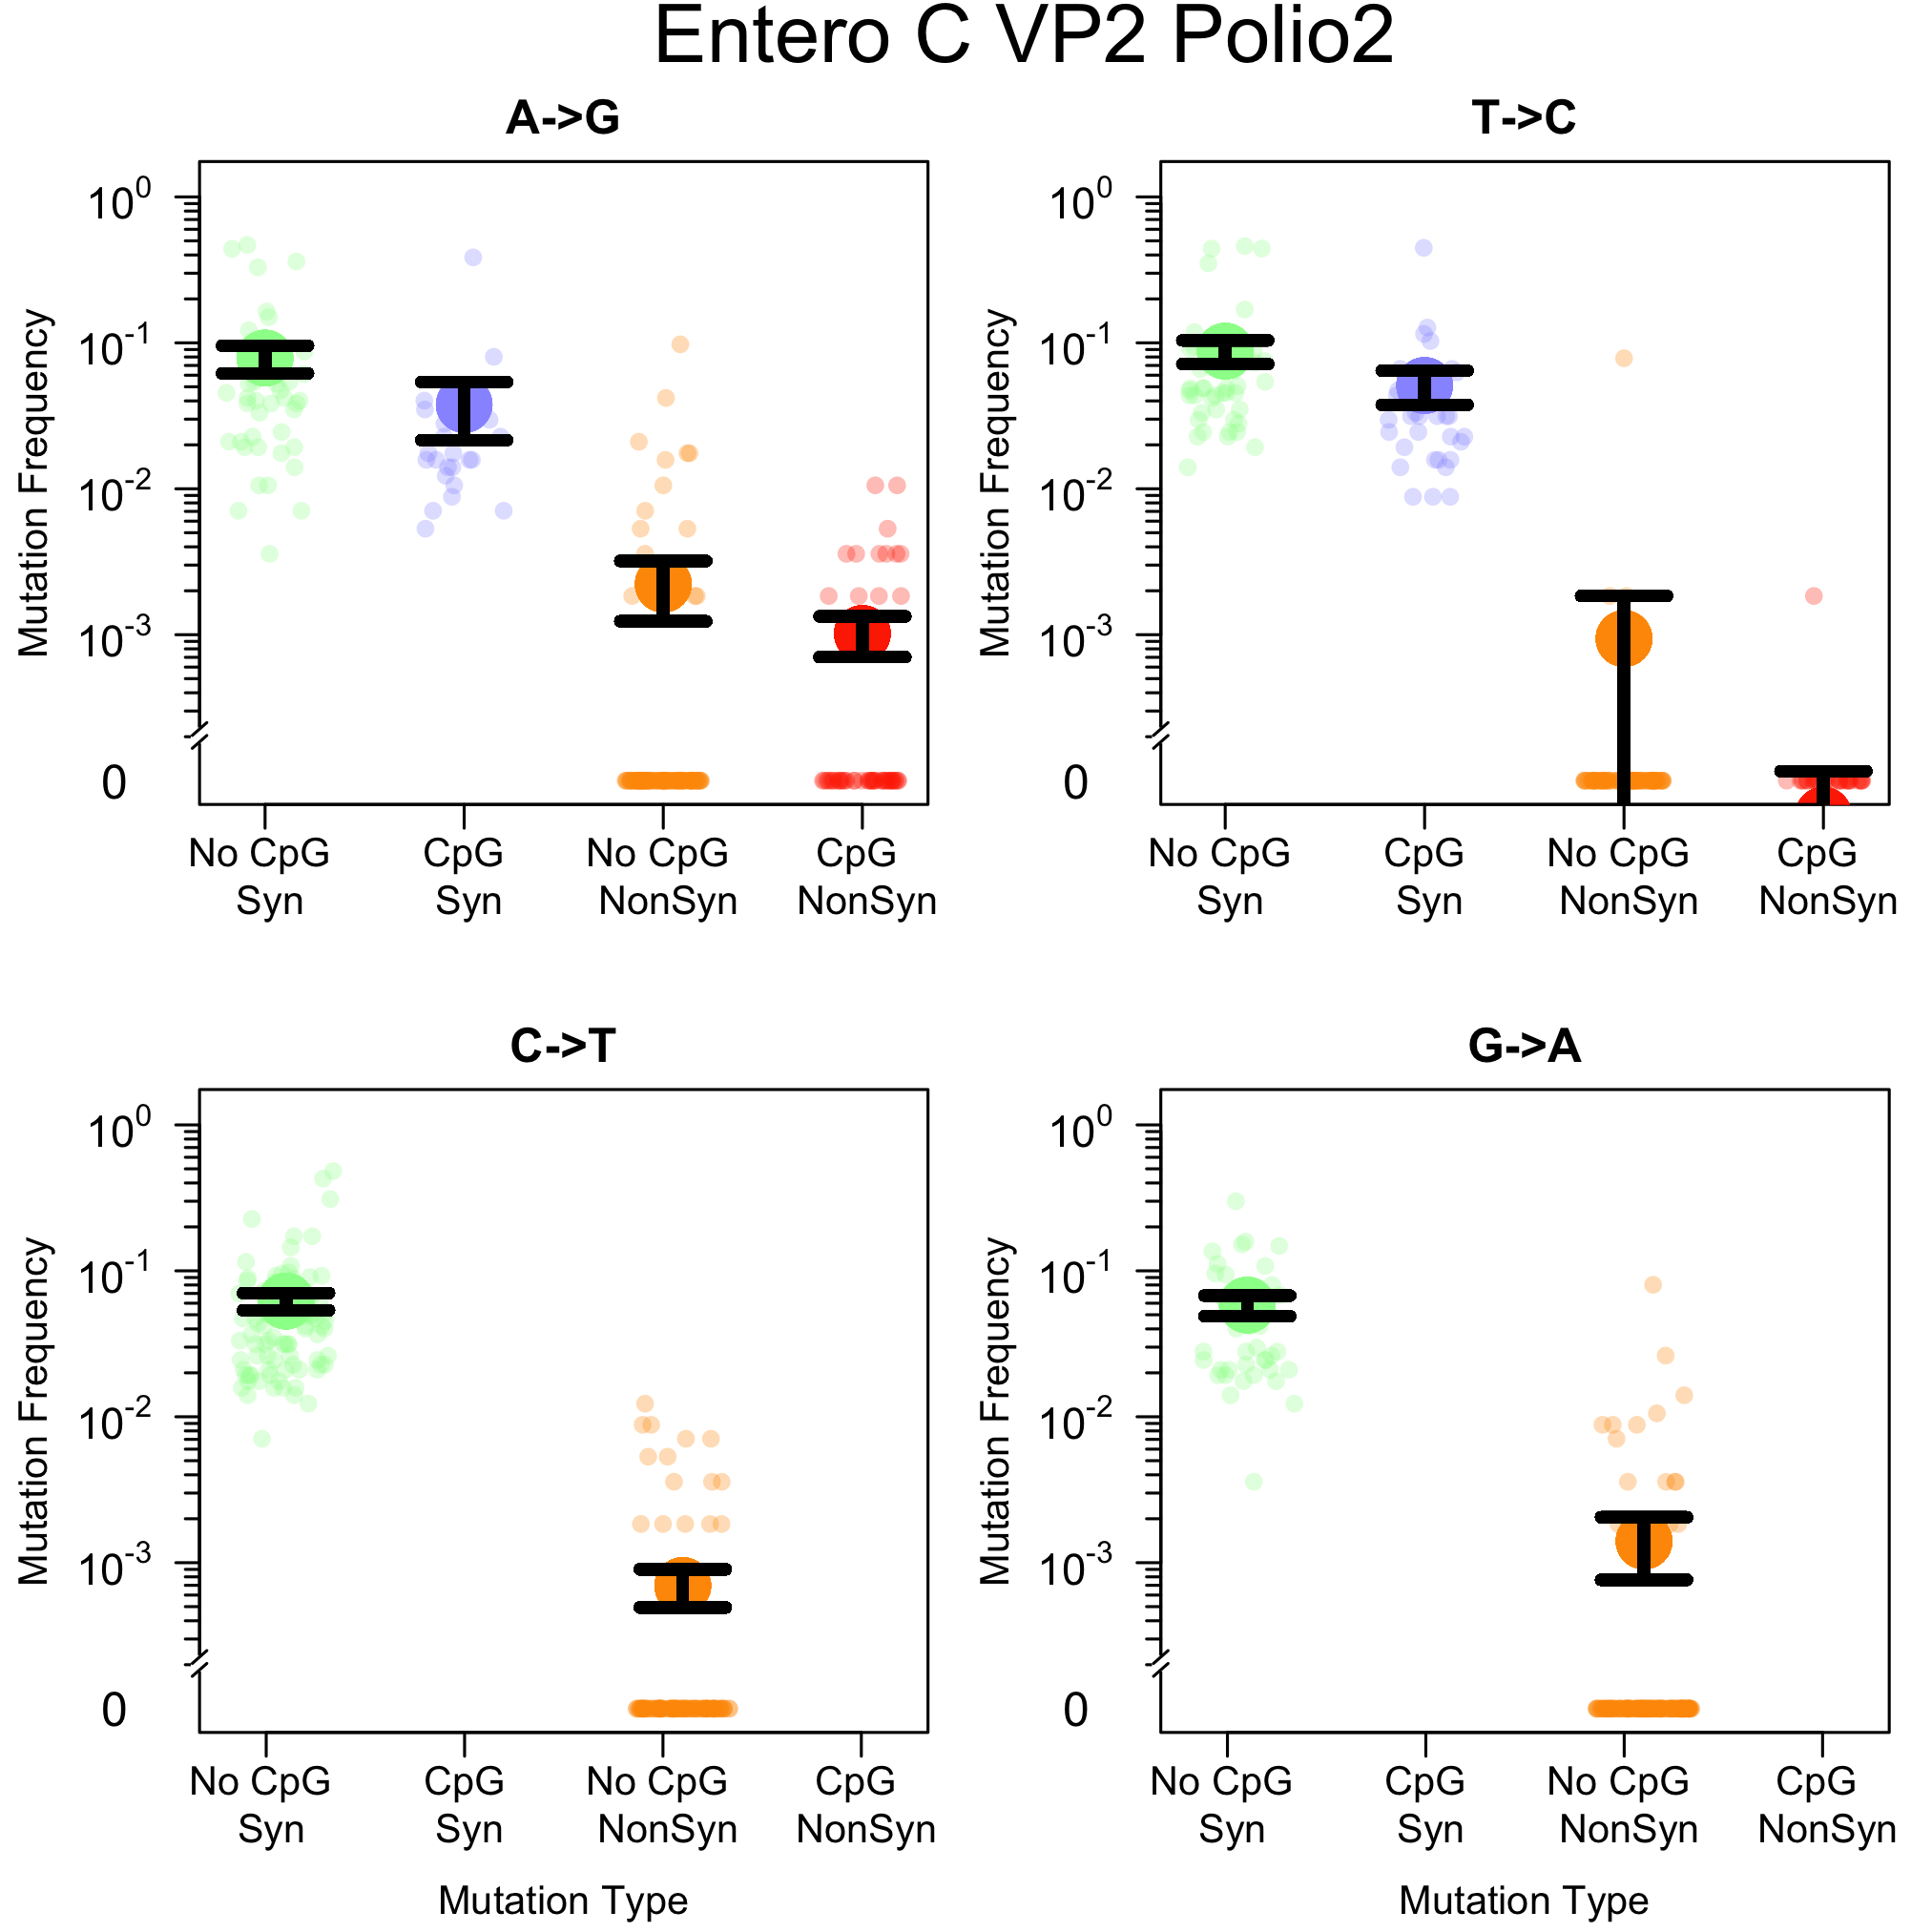 Entero C VP2 Polio2
A->G
Mutation Frequency
10^0
10^-1
10^-2
10^-3
0
No CpG CpG No CpG CpG
Syn Syn NonSyn NonSyn
T->C
Mutation Frequency
10^0
10^-1
10^-2
10^-3
0
No CpG CpG No CpG CpG
Syn Syn NonSyn NonSyn
C->T
Mutation Frequency
10^0
10^-1
10^-2
10^-3
0
No CpG CpG No CpG CpG
Syn Syn NonSyn NonSyn
Mutation Type
G->A
Mutation Frequency
10^0
10^-1
10^-2
10^-3
0
No CpG CpG No CpG CpG
Syn Syn NonSyn NonSyn
Mutation Type